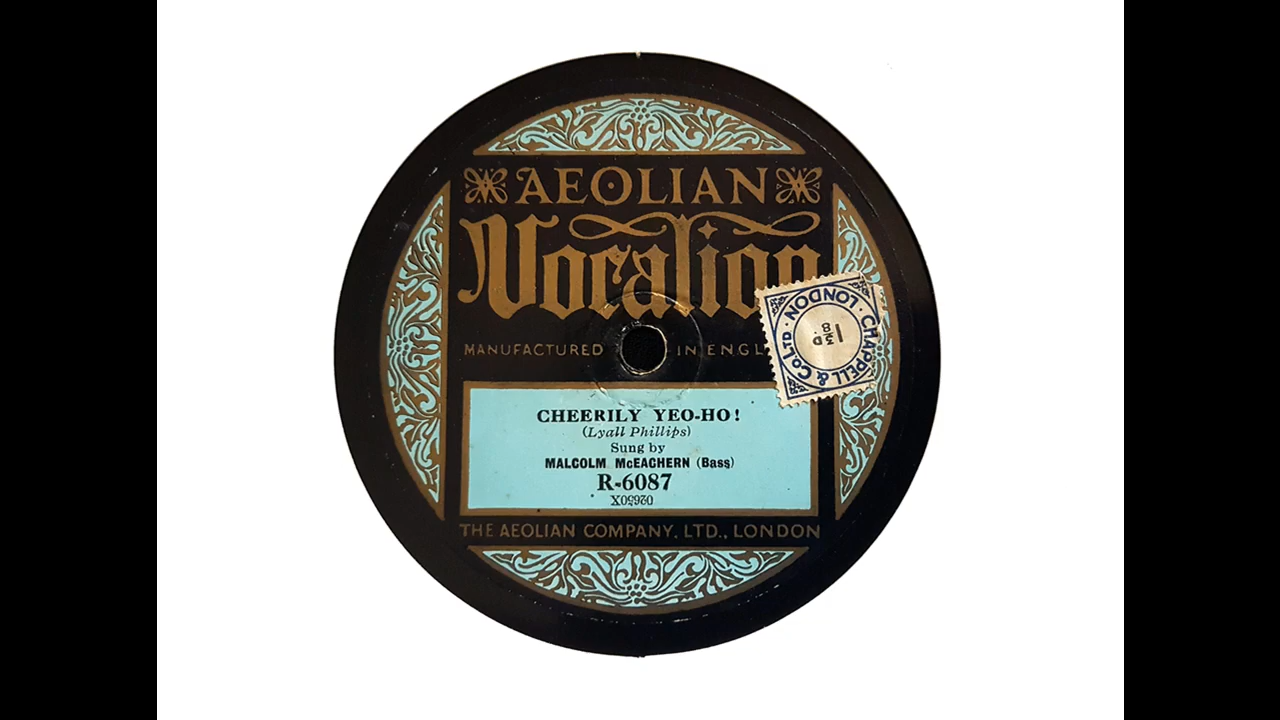 AEOLIAN
Vocalion
MANUFACTURED IN ENGL
CHAPPELL & Co LTD · LONDON ·
CHEERILY YEO-HO!
(Lyall Phillips)
Sung by
MALCOLM McEACHERN (Bass)
R-6087
02650X
THE AEOLIAN COMPANY, LTD., LONDON